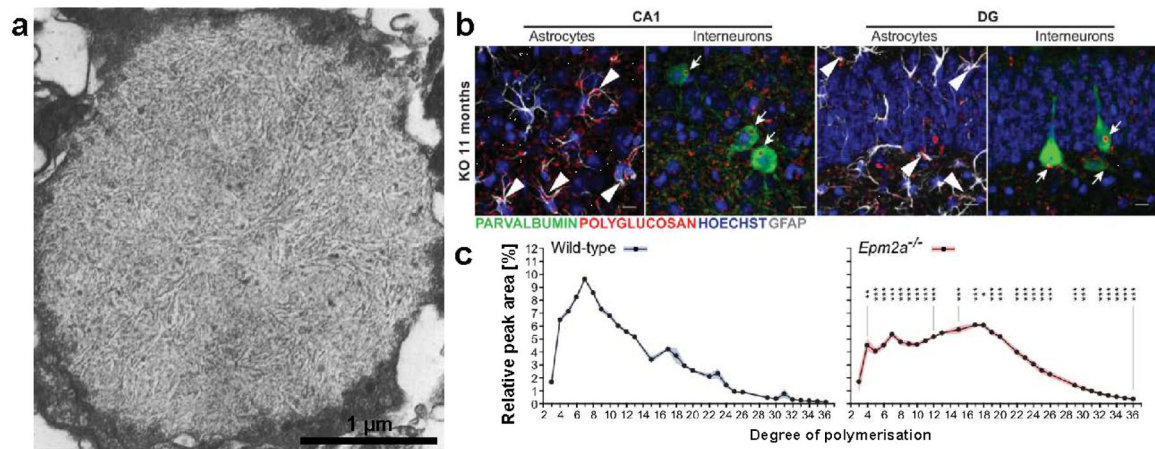 a
1 µm
b
CA1
DG
Astrocytes
Interneurons
Astrocytes
Interneurons
KO 11 months
PARVALBUMIN POLYGLUCOSAN HOECHST GFAP
c
Wild-type
Epm2a-/-
Relative peak area [%]
12
11
10
9
8
7
6
5
4
3
2
1
0
2 4 6 8 10 12 14 16 18 20 22 24 26 28 30 32 34 36
2 4 6 8 10 12 14 16 18 20 22 24 26 28 30 32 34 36
Degree of polymerisation